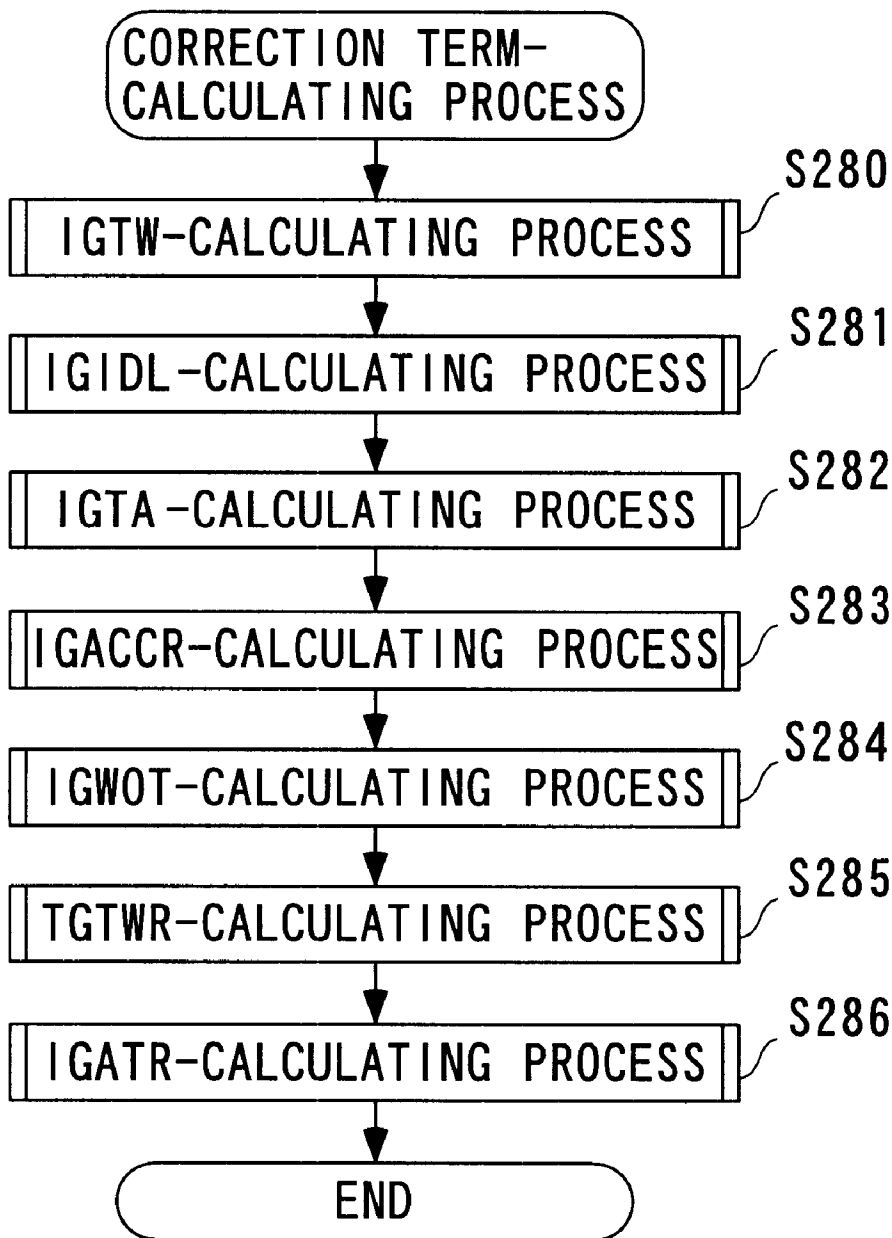 CORRECTION TERM-
CALCULATING PROCESS
S280
IGTW-CALCULATING PROCESS
S281
IGIDL-CALCULATING PROCESS
S282
IGTA-CALCULATING PROCESS
S283
IGACCR-CALCULATING PROCESS
S284
IGWOT-CALCULATING PROCESS
S285
TGTWR-CALCULATING PROCESS
S286
IGATR-CALCULATING PROCESS
END